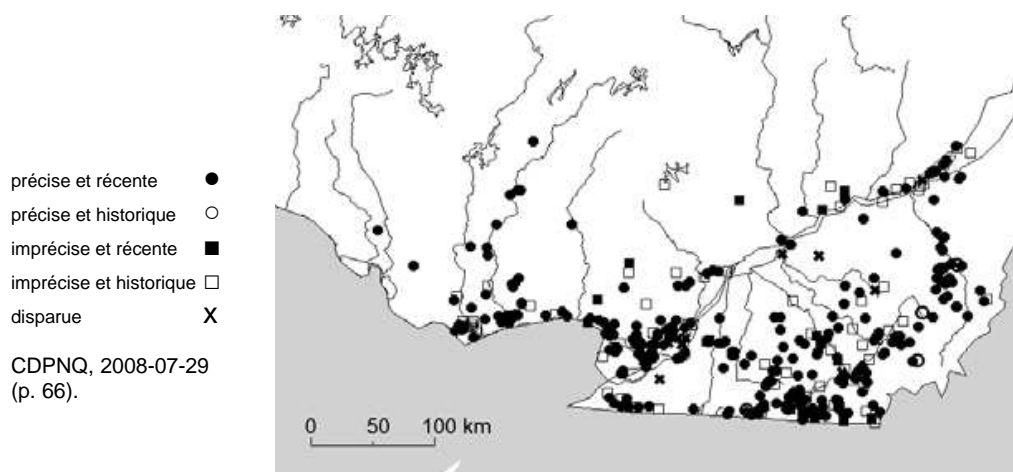 précise et récente
précise et historique
imprécise et récente
imprécise et historique
disparue X
CDPNQ, 2008-07-29
(p. 66).
0 50 100 km